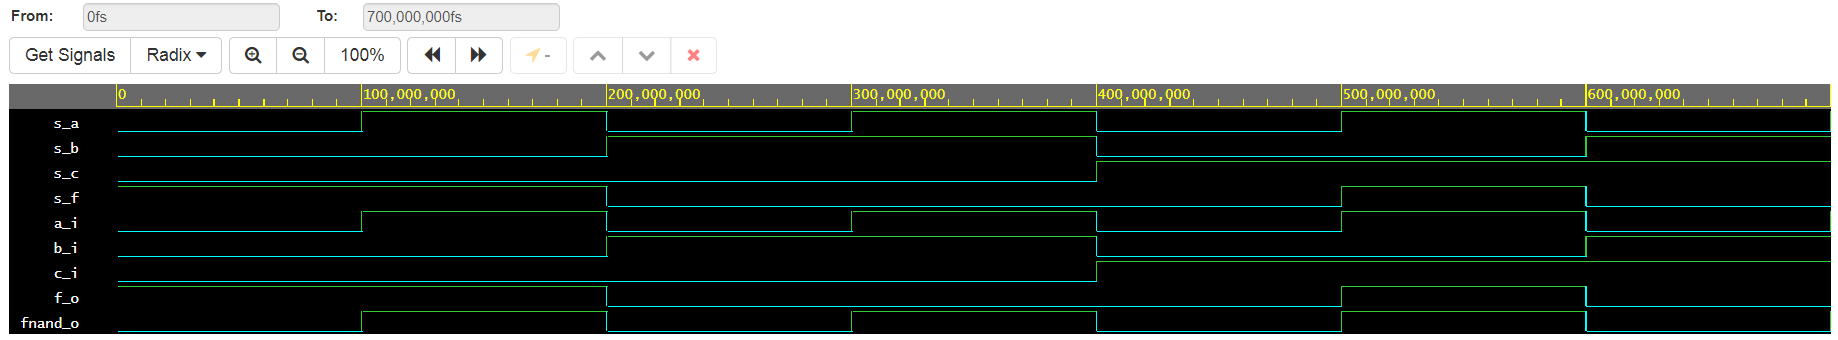 From: 0fs To: 700,000,000fs
Get Signals Radix 100% -
0 100,000,000 200,000,000 300,000,000 400,000,000 500,000,000 600,000,000
s_a
s_b
s_c
s_f
a_i
b_i
c_i
f_o
fnand_o